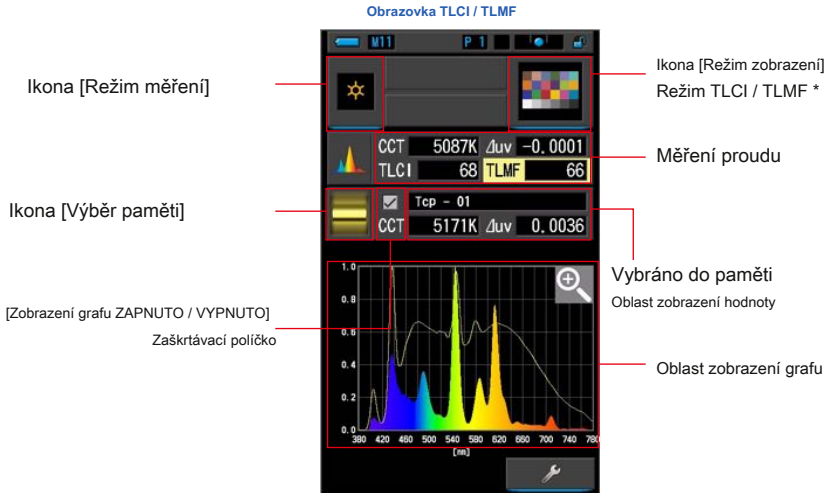 Obrazovka TLCI / TLMF
M11 P 1
Ikona [Režim měření]
Ikona [Režim zobrazení]
Režim TLCI / TLMF *
CCT 5087K ⊿uv -0.0001
TLCI 68 TLMF 66
Měření proudu
Ikona [Výběr paměti]
Tcp - 01
CCT 5171K ⊿uv 0.0036
Vybráno do paměti
Oblast zobrazení hodnoty
[Zobrazení grafu ZAPNUTO / VYPNUTO]
Zaškrtávací políčko
Oblast zobrazení grafu
1.0
0.8
0.6
0.4
0.2
0.0
380 420 460 500 540 580 620 660 700 740 780
[nm]